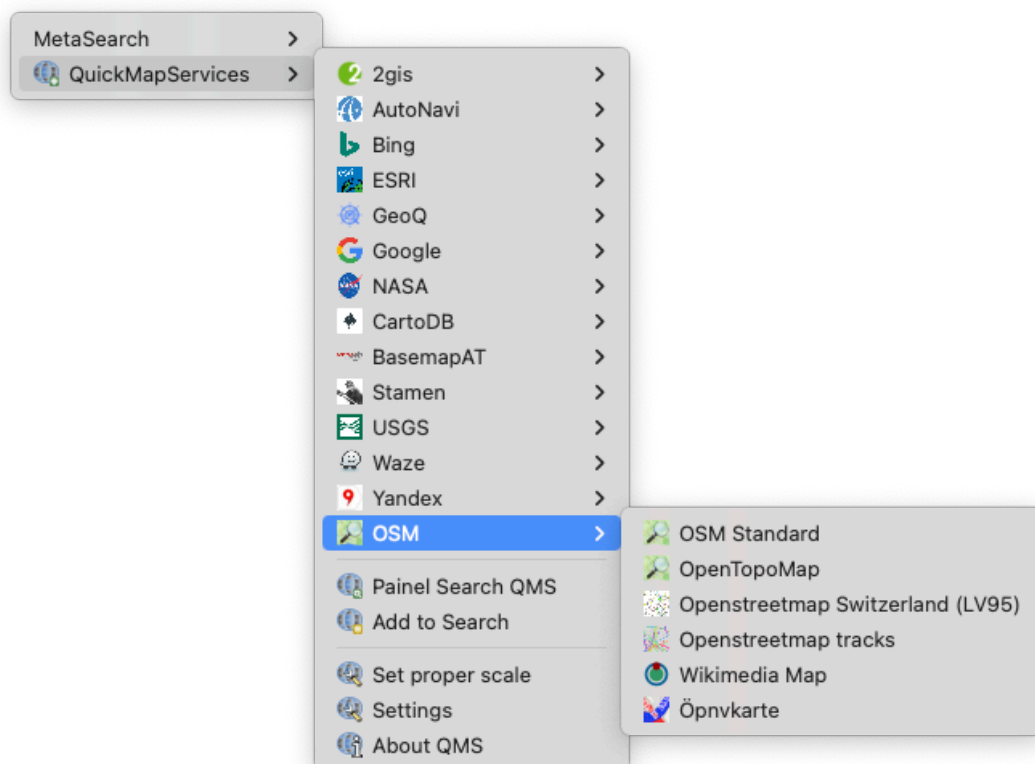 MetaSearch
QuickMapServices
2gis
AutoNavi
Bing
ESRI
GeoQ
Google
NASA
CartoDB
BasemapAT
Stamen
USGS
Waze
Yandex
OSM
Painel Search QMS
Add to Search
Set proper scale
Settings
About QMS
OSM Standard
OpenTopoMap
Openstreetmap Switzerland (LV95)
Openstreetmap tracks
Wikimedia Map
Öpnvkarte